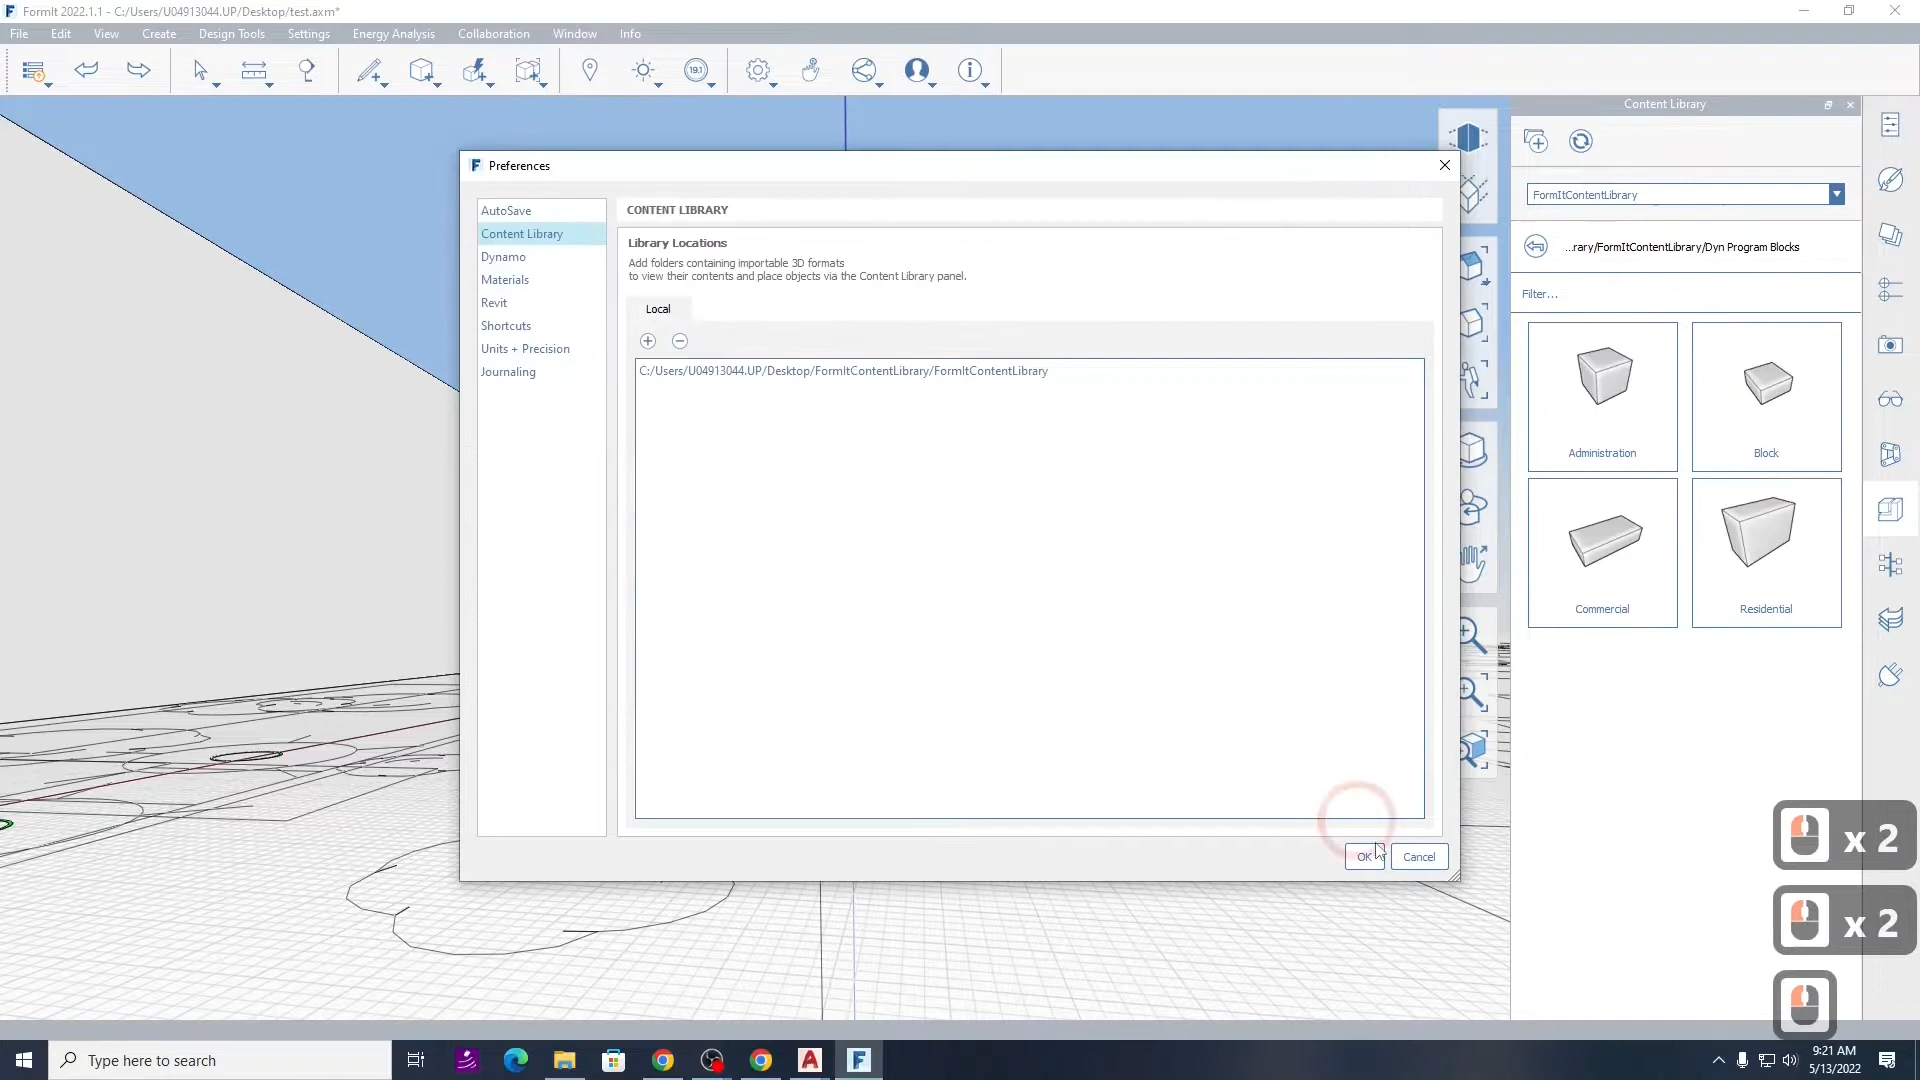 FormIt 2022.1.1 - C:/Users/U04913044.UP/Desktop/test.axm*
File Edit View Create Design Tools Settings Energy Analysis Collaboration Window Info
19.1
Content Library
FormItContentLibrary
...rary/FormItContentLibrary/Dyn Program Blocks
Filter...
Administration
Block
Commercial
Residential
Preferences
AutoSave
Content Library
Dynamo
Materials
Revit
Shortcuts
Units + Precision
Journaling
CONTENT LIBRARY
Library Locations
Add folders containing importable 3D formats
to view their contents and place objects via the Content Library panel.
Local
C:/Users/U04913044.UP/Desktop/FormItContentLibrary/FormItContentLibrary
OK
Cancel
x 2
x 2
Type here to search
9:21 AM
5/13/2022